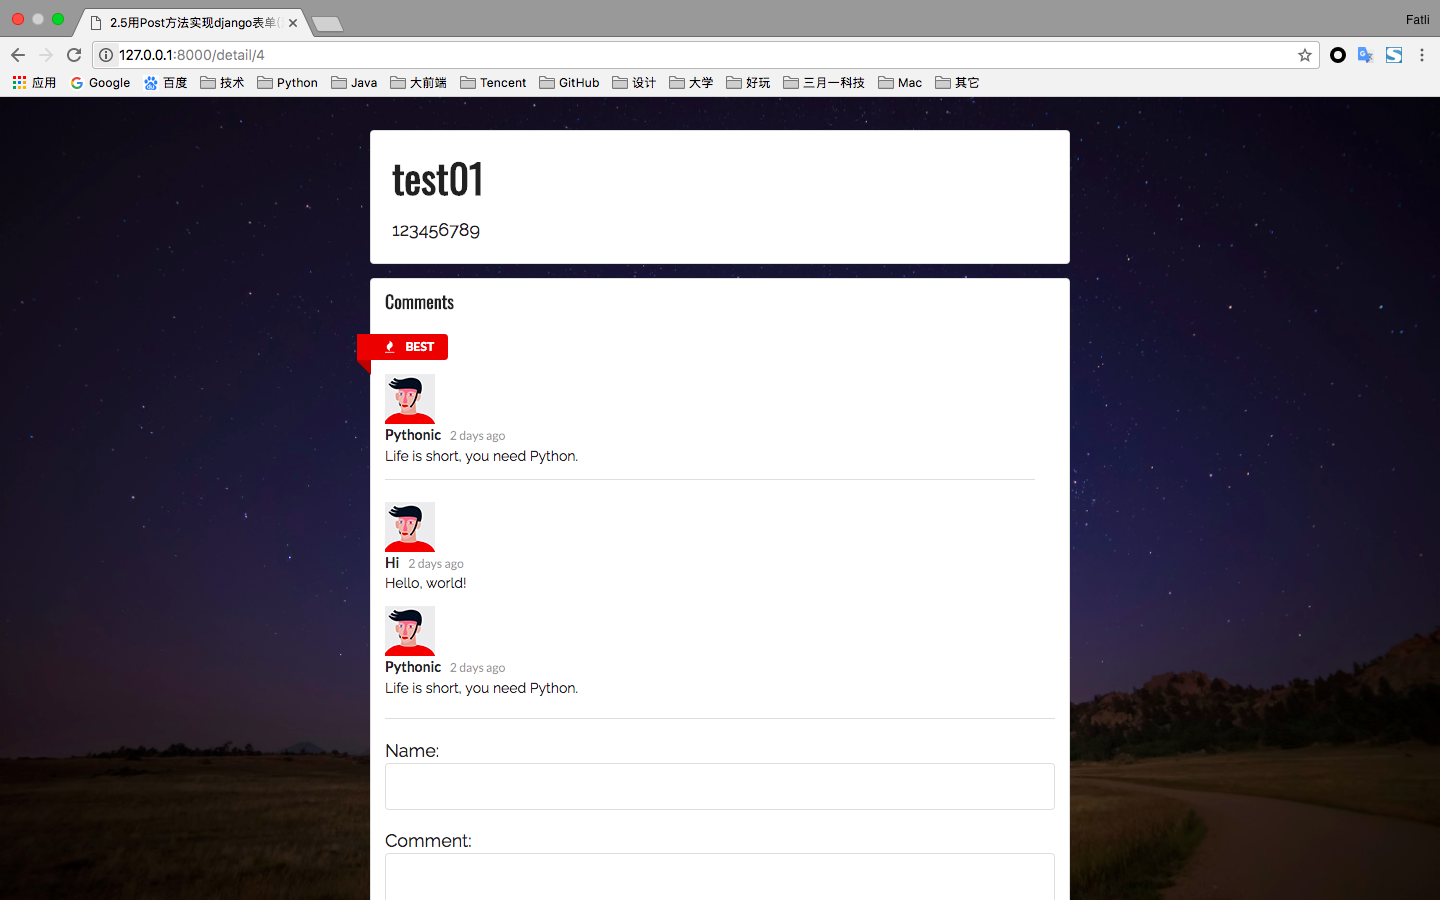 2.5用Post方法实现django表单(
Fatli
127.0.0.1:8000/detail/4
应用 Google 百度 技术 Python Java 大前端 Tencent GitHub 设计 大学 好玩 三月一科技 Mac 其它
test01
123456789
Comments
BEST
Pythonic 2 days ago
Life is short, you need Python.
Hi 2 days ago
Hello, world!
Pythonic 2 days ago
Life is short, you need Python.
Name:
Comment: